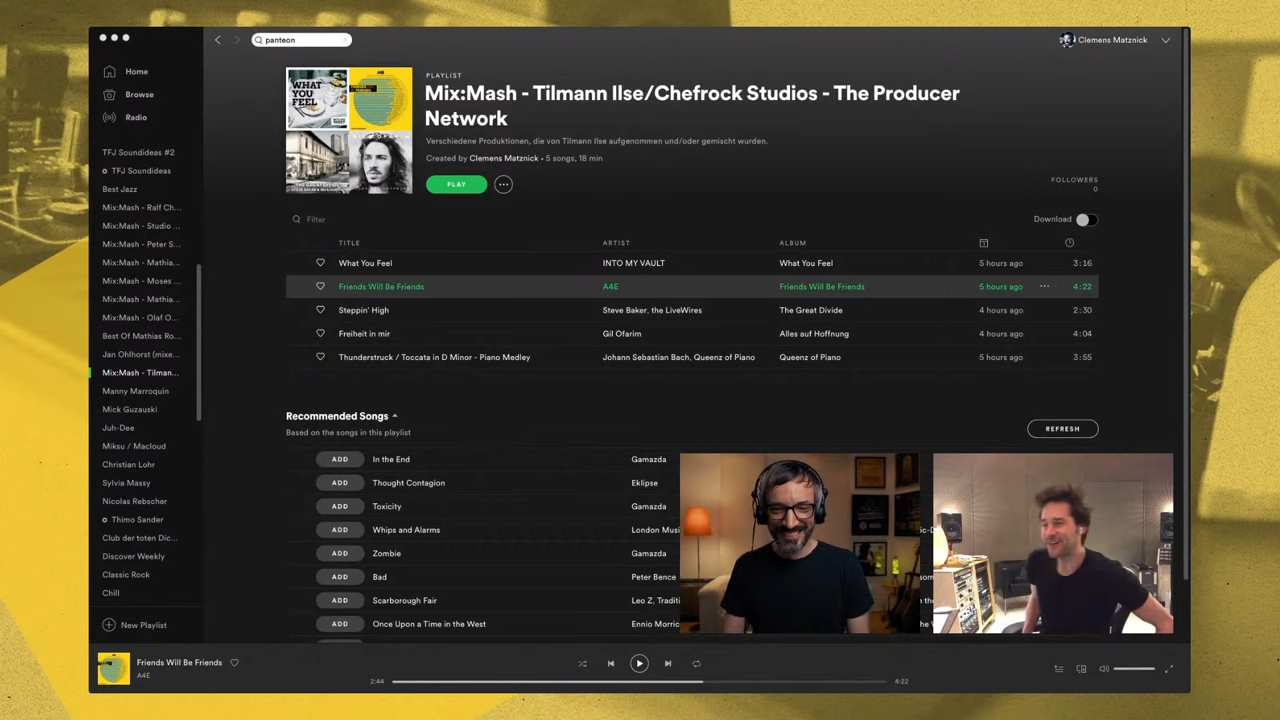 panteon
Clemens Matznick
Home
Browse
Radio
TFJ Soundideas #2
TFJ Soundideas
Best Jazz
Mix:Mash - Ralf Ch...
Mix:Mash - Studio ...
Mix:Mash - Peter S...
Mix:Mash - Mathia...
Mix:Mash - Moses ...
Mix:Mash - Mathia...
Mix:Mash - Olaf O...
Best Of Mathias Ro...
Jan Ohlhorst (mixe...
Mix:Mash - Tilman...
Manny Marroquin
Mick Guzauski
Juh-Dee
Miksu / Macloud
Christian Lohr
Sylvia Massy
Nicolas Rebscher
Thimo Sander
Club der toten Dic...
Discover Weekly
Classic Rock
Chill
New Playlist
WHAT YOU FEEL
PLAYLIST
Mix:Mash - Tilmann Ilse/Chefrock Studios - The Producer
Network
Verschiedene Produktionen, die von Tilmann Ilse aufgenommen und/oder gemischt wurden.
Created by Clemens Matznick • 5 songs, 18 min
PLAY
FOLLOWERS
0
Filter
Download
TITLE ARTIST ALBUM
What You Feel INTO MY VAULT What You Feel 5 hours ago 3:16
Friends Will Be Friends A4E Friends Will Be Friends 5 hours ago 4:22
Steppin' High Steve Baker, the LiveWires The Great Divide 4 hours ago 2:30
Freiheit in mir Gil Ofarim Alles auf Hoffnung 4 hours ago 4:04
Thunderstruck / Toccata in D Minor - Piano Medley Johann Sebastian Bach, Queenz of Piano Queenz of Piano 5 hours ago 3:55
Recommended Songs
Based on the songs in this playlist
REFRESH
ADD In the End Gamazda
ADD Thought Contagion Eklipse
ADD Toxicity Gamazda
ADD Whips and Alarms London Musi
ADD Zombie Gamazda
ADD Bad Peter Bence
ADD Scarborough Fair Leo Z, Traditi
ADD Once Upon a Time in the West Ennio Morri
Friends Will Be Friends
A4E
2:44
4:22